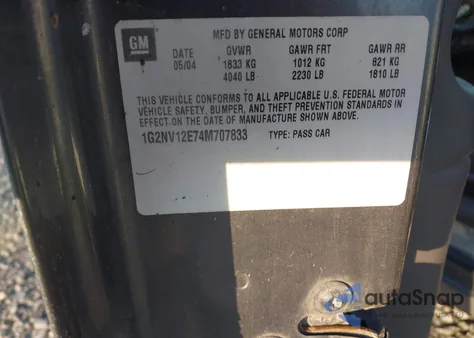 GM
MFD BY GENERAL MOTORS CORP
DATE GVWR GAWR FRT GAWR RR
05/04 1833 KG 1012 KG 821 KG
4040 LB 2230 LB 1810 LB
THIS VEHICLE CONFORMS TO ALL APPLICABLE U.S. FEDERAL MOTOR
VEHICLE SAFETY, BUMPER, AND THEFT PREVENTION STANDARDS IN
EFFECT ON THE DATE OF MANUFACTURE SHOWN ABOVE.
1G2NV12E74M707833 TYPE: PASS CAR
autoSnap